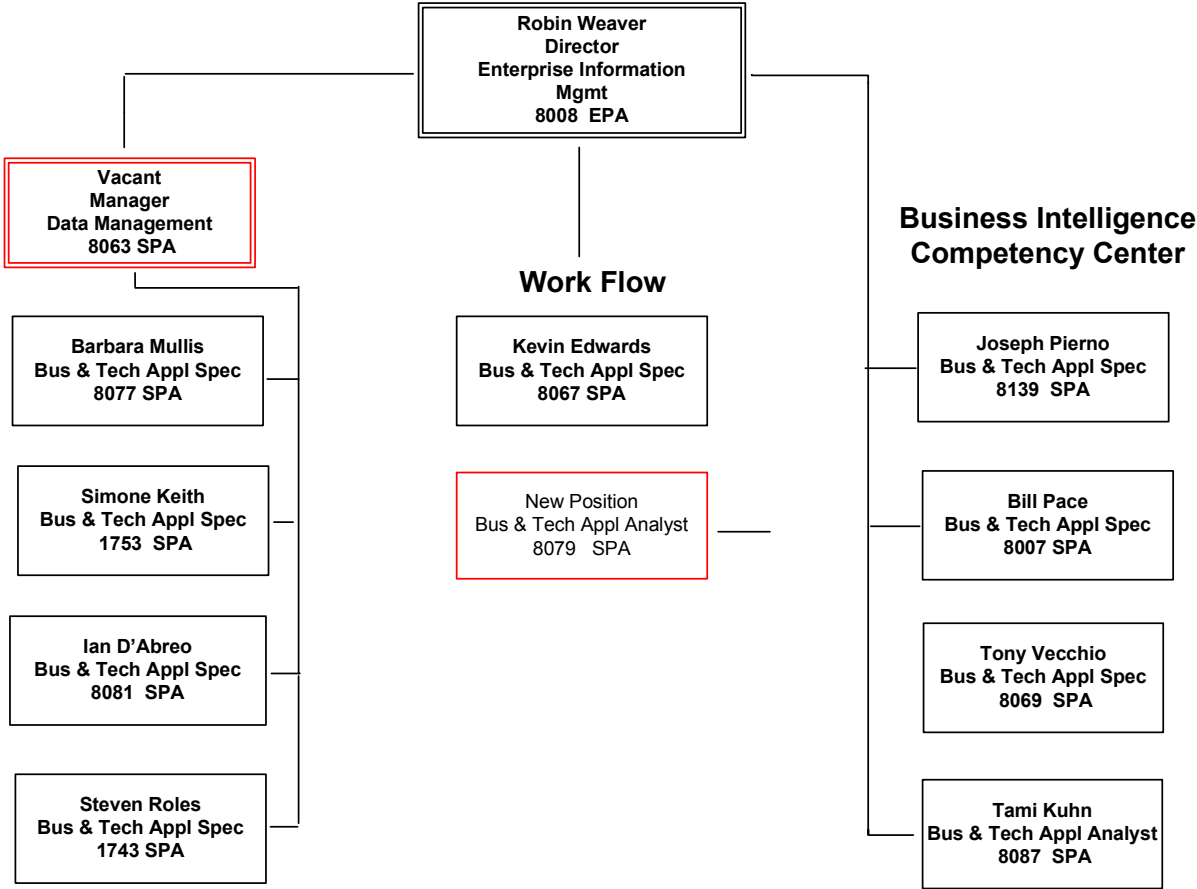 Robin Weaver
Director
Enterprise Information
Mgmt
8008 EPA
Vacant
Manager
Data Management
8063 SPA
Barbara Mullis
Bus & Tech Appl Spec
8077 SPA
Simone Keith
Bus & Tech Appl Spec
1753 SPA
Ian D'Abreo
Bus & Tech Appl Spec
8081 SPA
Steven Roles
Bus & Tech Appl Spec
1743 SPA
Work Flow
Kevin Edwards
Bus & Tech Appl Spec
8067 SPA
New Position
Bus & Tech Appl Analyst
8079 SPA
Business Intelligence
Competency Center
Joseph Pierno
Bus & Tech Appl Spec
8139 SPA
Bill Pace
Bus & Tech Appl Spec
8007 SPA
Tony Vecchio
Bus & Tech Appl Spec
8069 SPA
Tami Kuhn
Bus & Tech Appl Analyst
8087 SPA